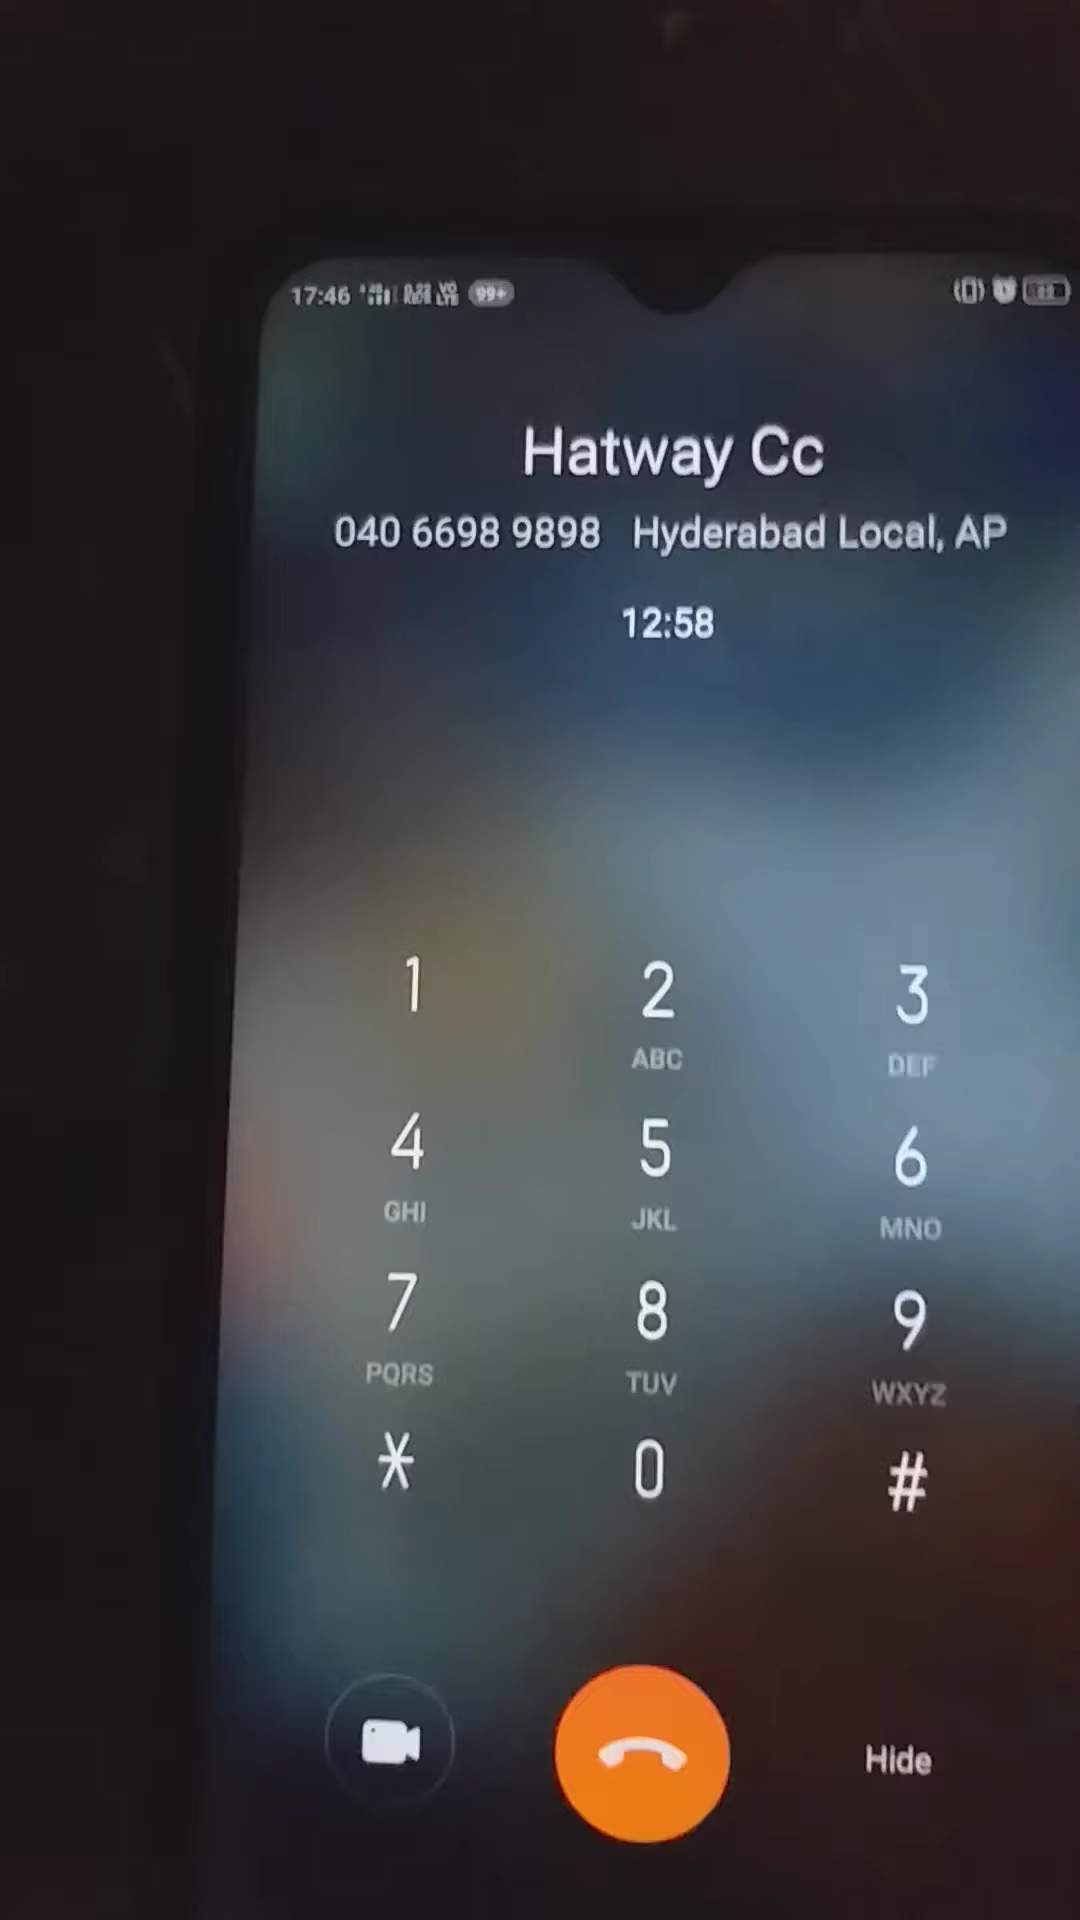 17:46 99+
Hatway Cc
040 6698 9898 Hyderabad Local, AP
12:58
1 2 3
ABC DEF
4 5 6
GHI JKL MNO
7 8 9
PQRS TUV WXYZ
* 0 #
Hide